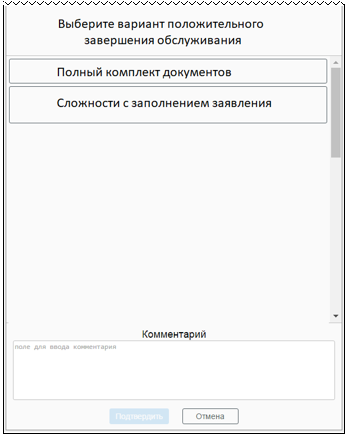 Выберите вариант положительного
завершения обслуживания
Полный комплект документов
Сложности с заполнением заявления
Комментарий
поле для ввода комментария
Подтвердить
Отмена